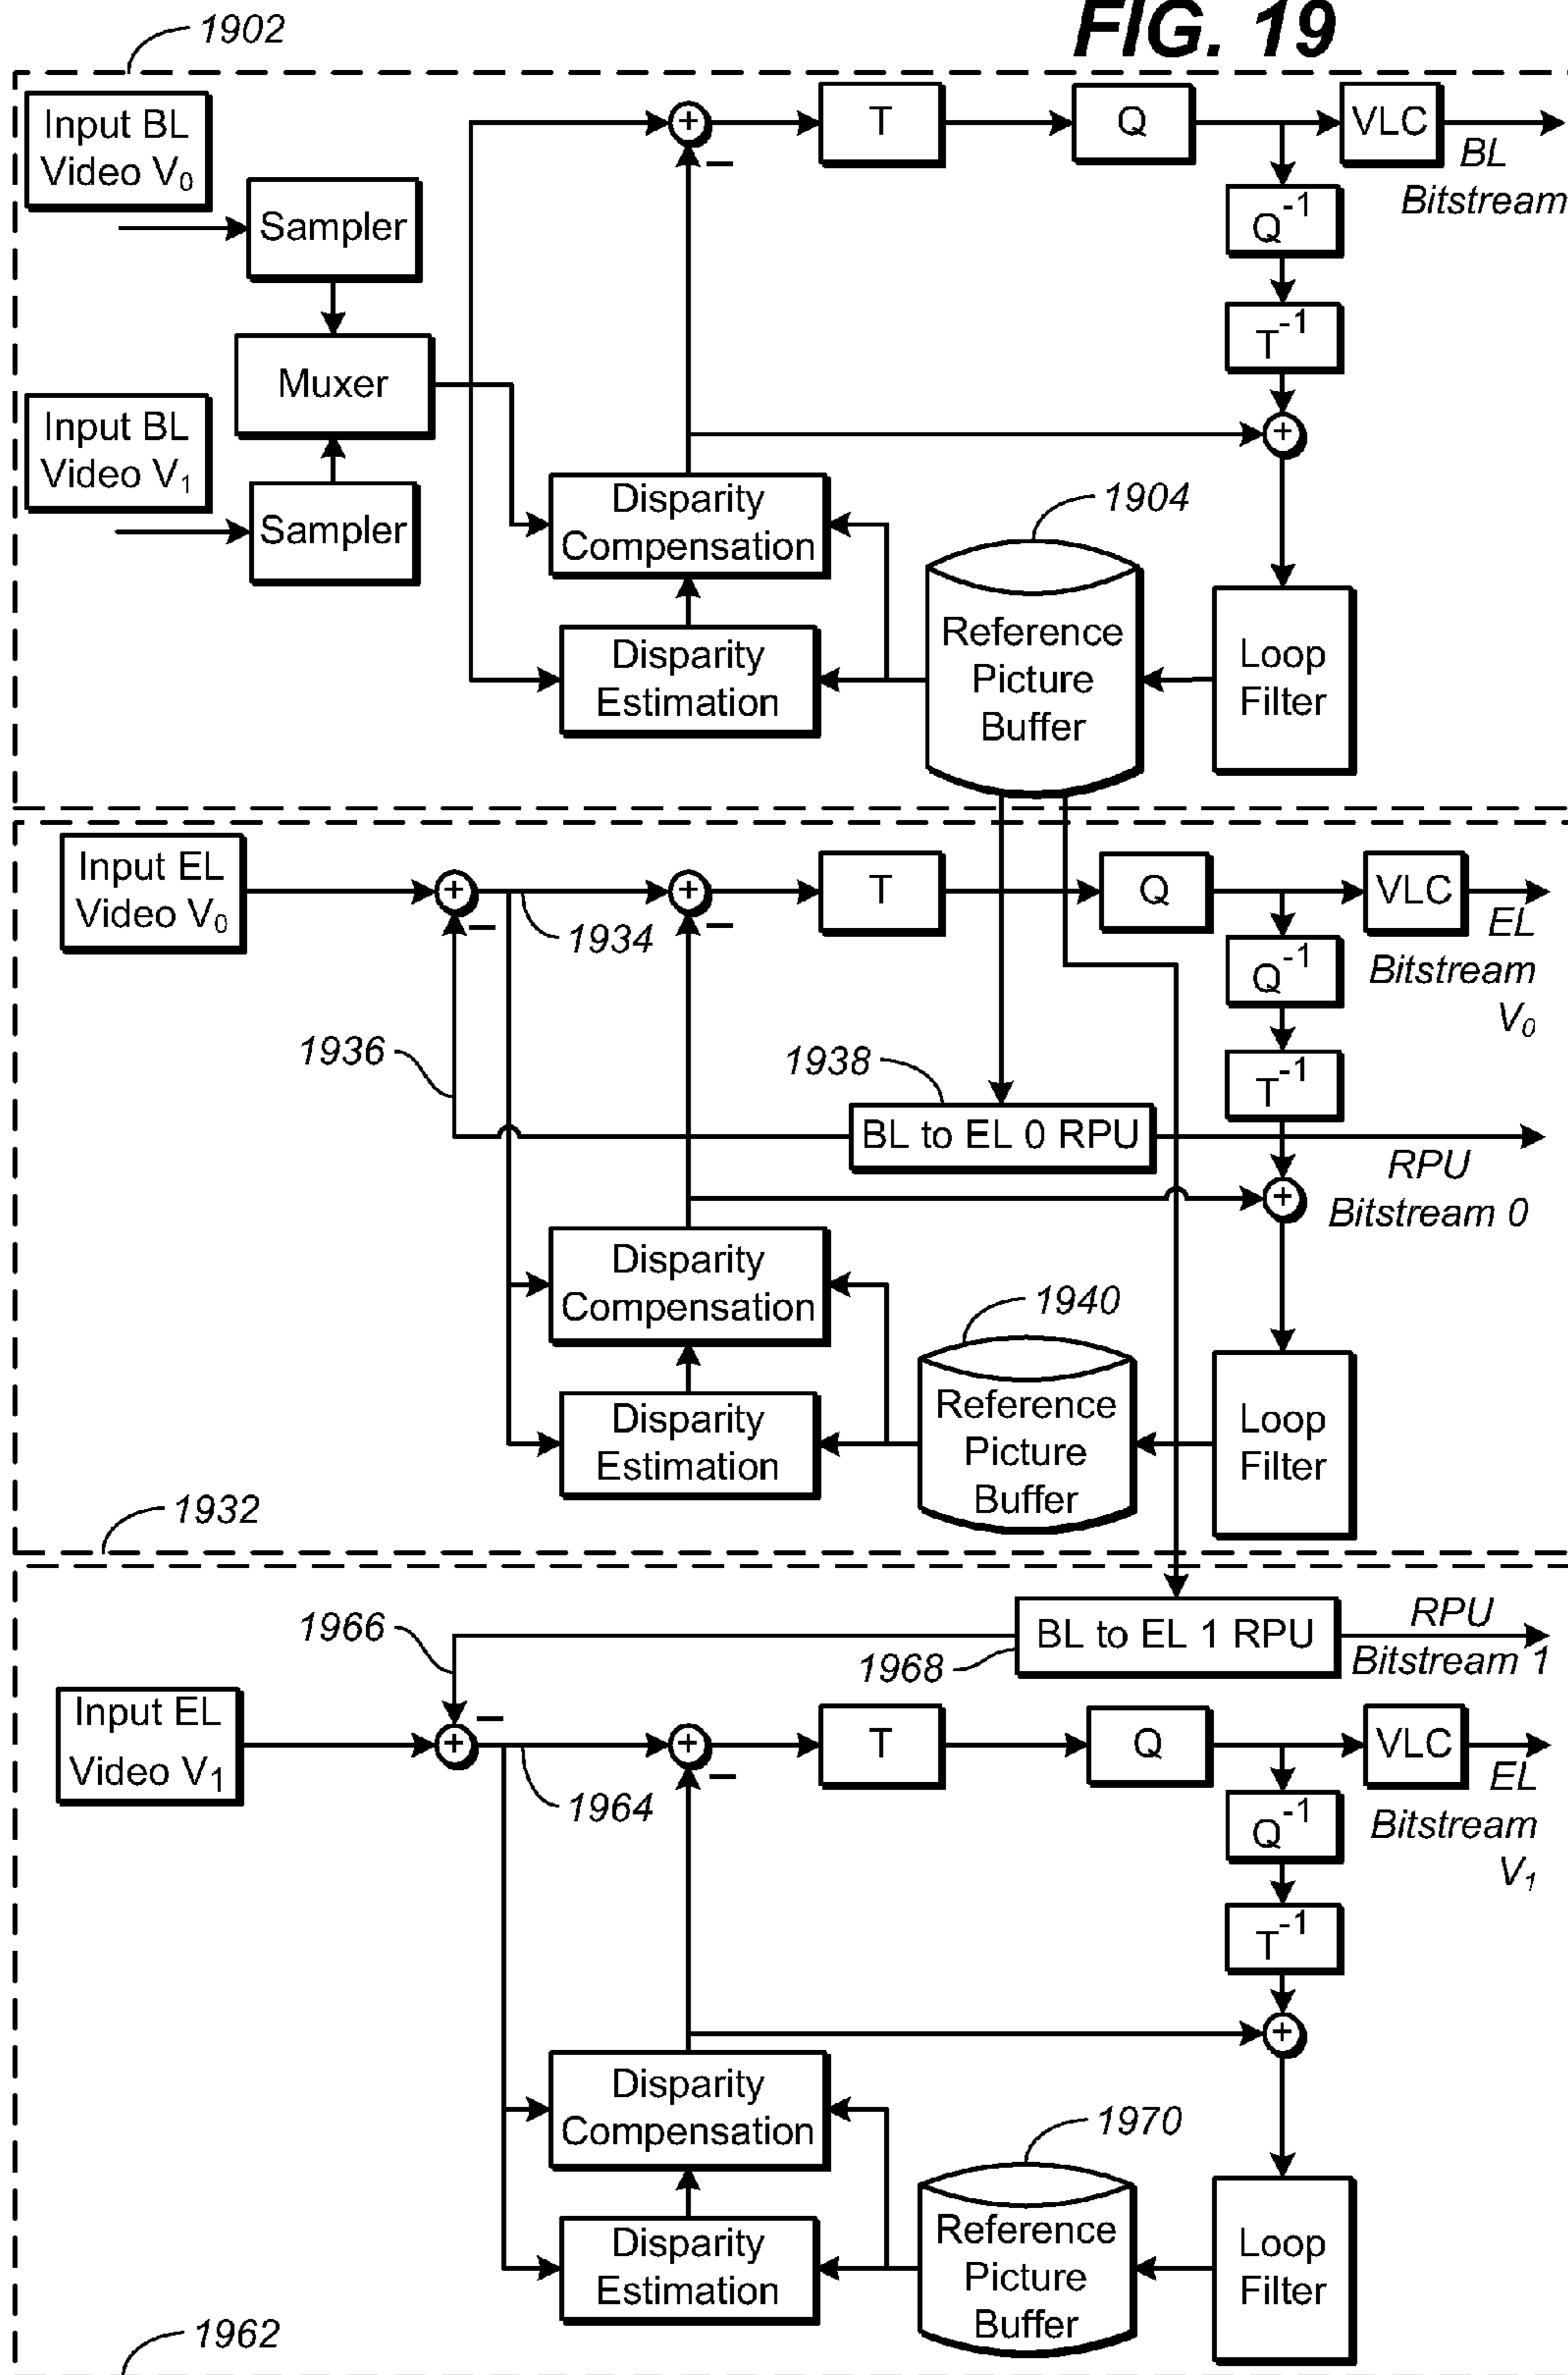 FIG. 19
1902
Input BL
Video V₀
Sampler
Muxer
Input BL
Video V₁
Sampler
+
−
T
Q
VLC
BL
Bitstream
Q⁻¹
T⁻¹
+
Disparity
Compensation
Disparity
Estimation
1904
Reference
Picture
Buffer
Loop
Filter
Input EL
Video V₀
+
−
1934
+
−
T
Q
VLC
EL
Bitstream
V₀
Q⁻¹
T⁻¹
1936
1938
BL to EL 0 RPU
RPU
Bitstream 0
+
Disparity
Compensation
Disparity
Estimation
1940
Reference
Picture
Buffer
Loop
Filter
1932
1966
1968
BL to EL 1 RPU
RPU
Bitstream 1
Input EL
Video V₁
−
+
1964
+
−
T
Q
VLC
EL
Bitstream
V₁
Q⁻¹
T⁻¹
+
Disparity
Compensation
Disparity
Estimation
1970
Reference
Picture
Buffer
Loop
Filter
1962